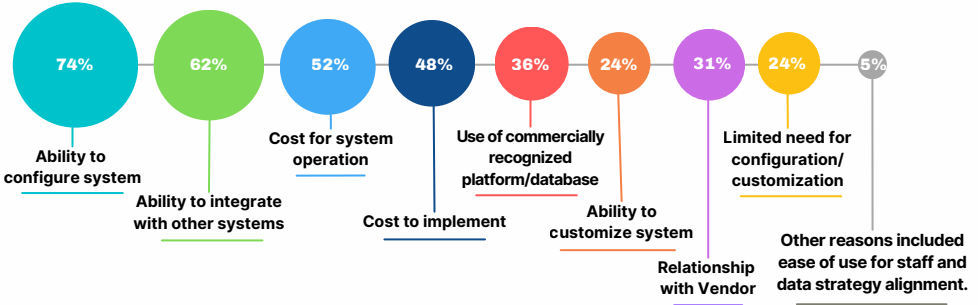 74%
62%
52%
48%
36%
24%
31%
24%
5%
Ability to
configure system
Ability to integrate
with other systems
Cost for system
operation
Cost to implement
Use of commercially
recognized
platform/database
Ability to
customize system
Relationship
with Vendor
Limited need for
configuration/
customization
Other reasons included
ease of use for staff and
data strategy alignment.